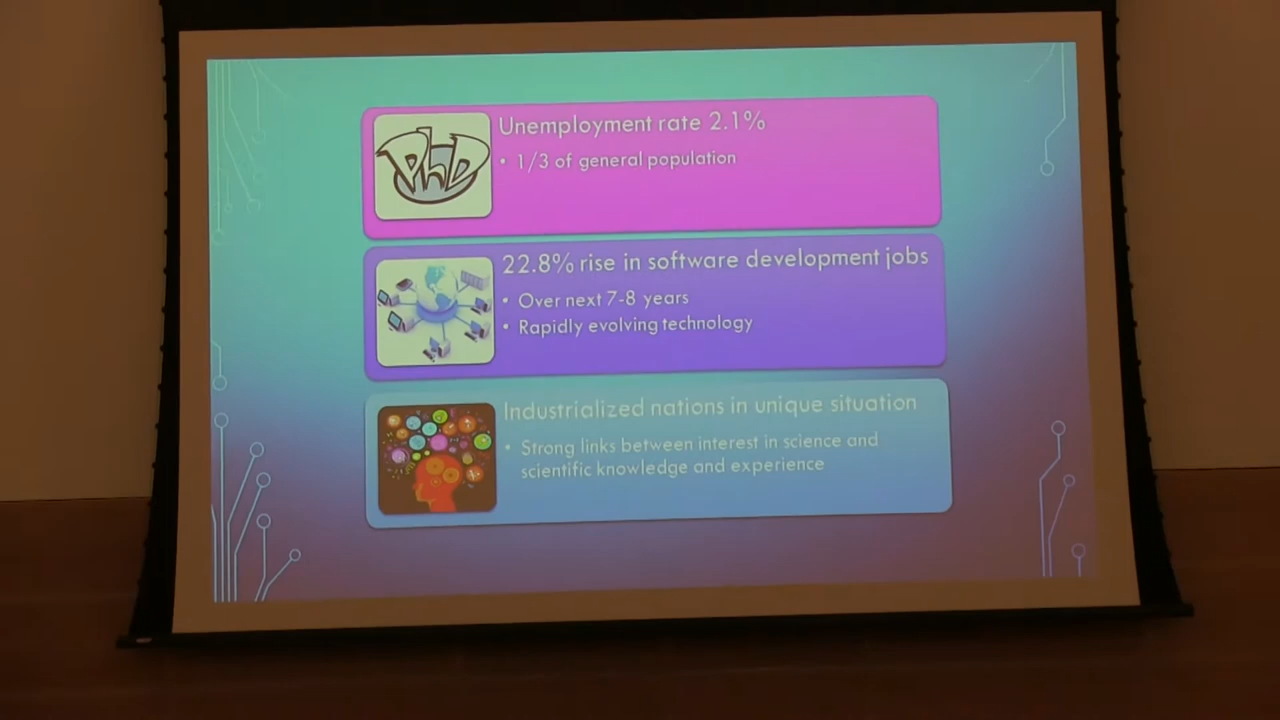 PhD
Unemployment rate 2.1%
• 1/3 of general population
22.8% rise in software development jobs
• Over next 7-8 years
• Rapidly evolving technology
Industrialized nations in unique situation
• Strong links between interest in science and
scientific knowledge and experience